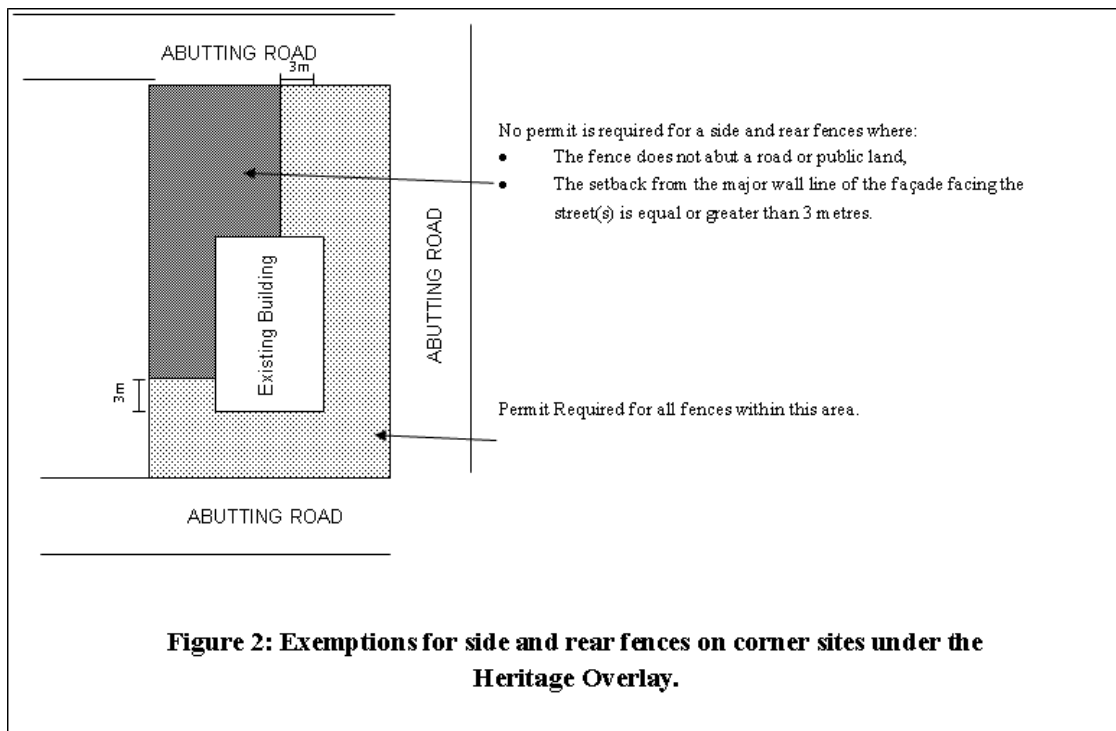 ABUTTING ROAD
3m
No permit is required for a side and rear fences where:
• The fence does not abut a road or public land,
• The setback from the major wall line of the façade facing the
street(s) is equal or greater than 3 metres.
ABUTTING ROAD
Existing Building
3m
Permit Required for all fences within this area.
ABUTTING ROAD
Figure 2: Exemptions for side and rear fences on corner sites under the
Heritage Overlay.